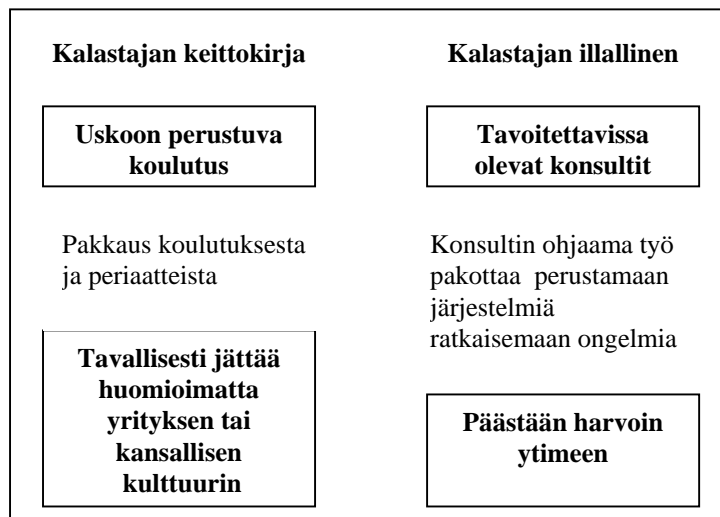 Kalastajan keittokirja
Uskoon perustuva
koulutus
Pakkaus koulutuksesta
ja periaatteista
Tavallisesti jättää
huomioimatta
yrityksen tai
kansallisen
kulttuurin
Kalastajan illallinen
Tavoitettavissa
olevat konsultit
Konsultin ohjaama työ
pakottaa perustamaan
järjestelmiä
ratkaisemaan ongelmia
Päästään harvoin
ytimeen